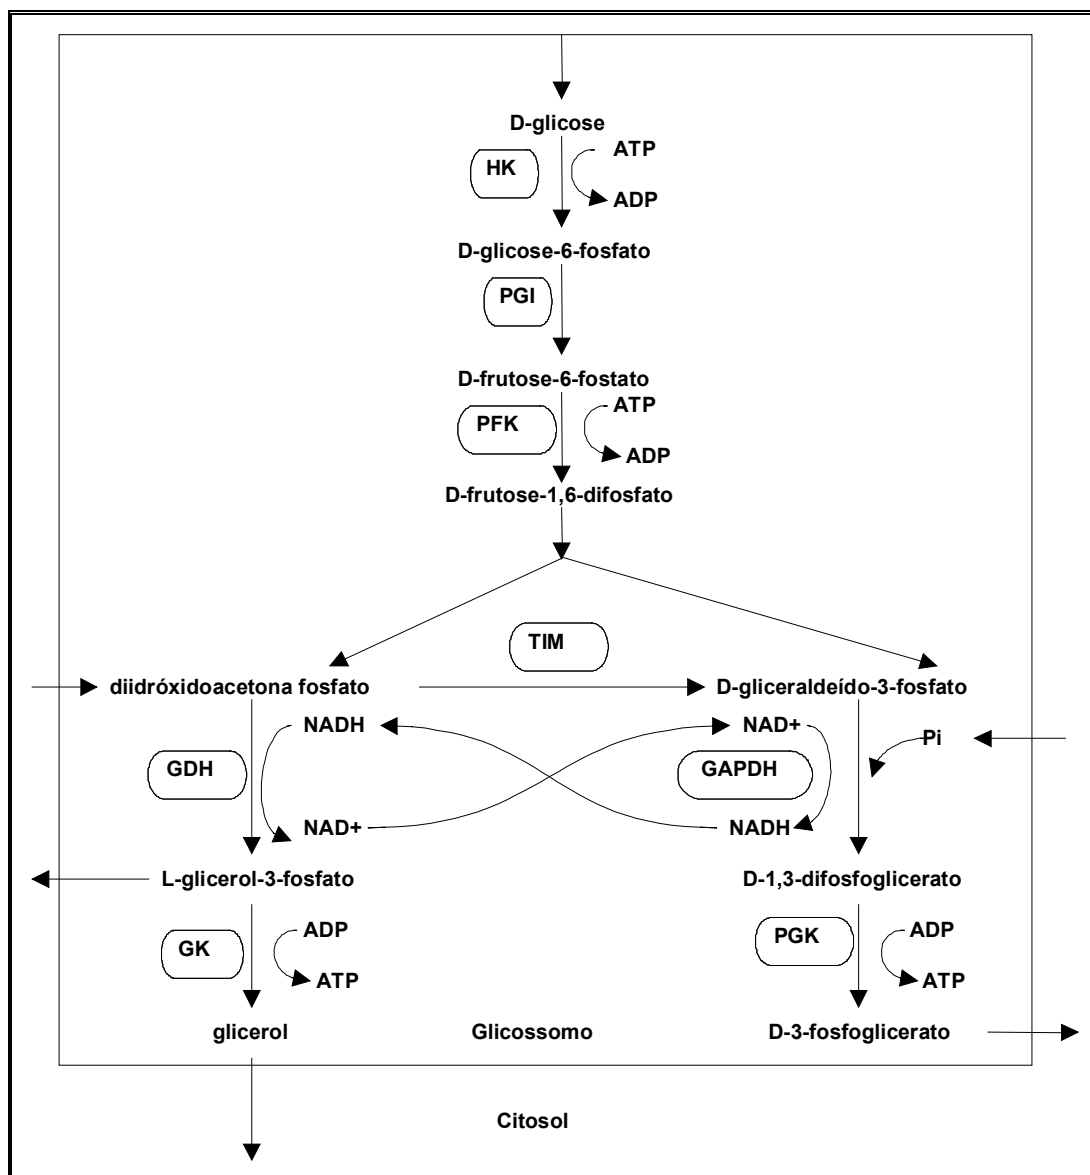 D-glicose
HK
ATP
ADP
D-glicose-6-fosfato
PGI
D-frutose-6-fostato
PFK
ATP
ADP
D-frutose-1,6-difosfato
TIM
diidróxidoacetona fosfato
D-gliceraldeído-3-fosfato
NADH
NAD+
Pi
GDH
GAPDH
NAD+
NADH
L-glicerol-3-fosfato
D-1,3-difosfoglicerato
GK
ADP
ATP
PGK
ADP
ATP
glicerol
Glicossomo
D-3-fosfoglicerato
Citosol